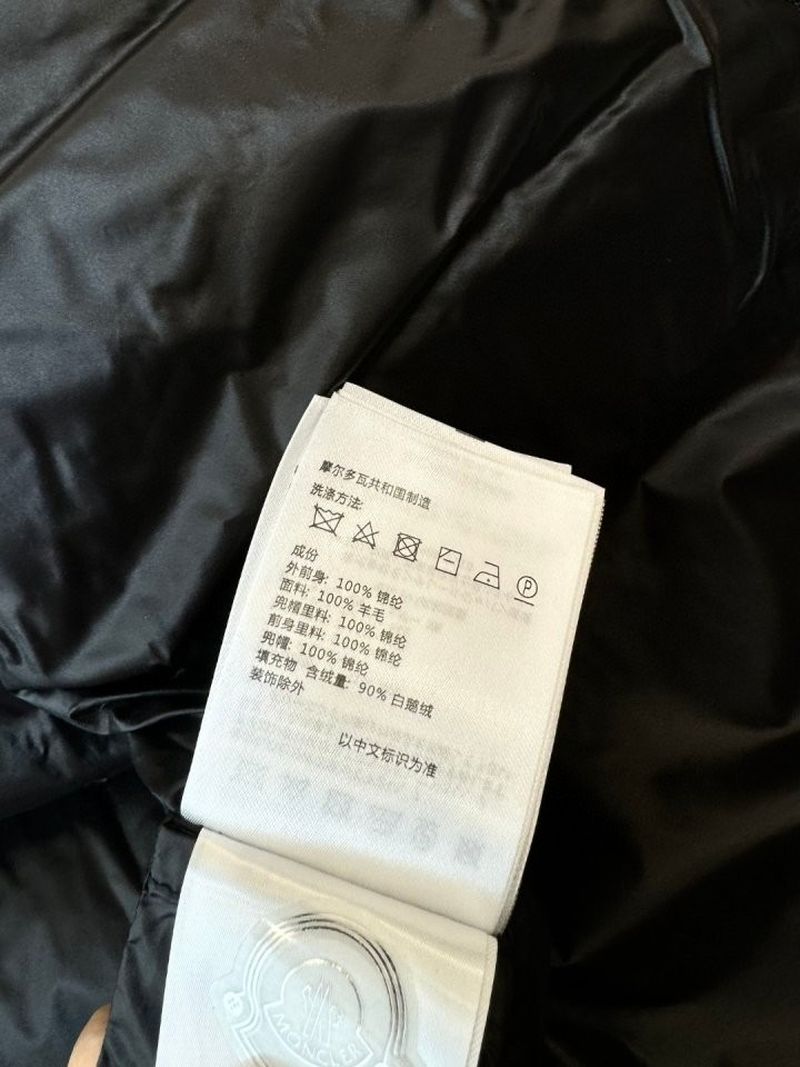 摩尔多瓦共和国制造
洗涤方法:
P
成份
外前身: 100% 锦纶
面料: 100% 羊毛
兜帽里料: 100% 锦纶
前身里料: 100% 锦纶
兜帽: 100% 锦纶
填充物 含绒量: 90% 白鹅绒
装饰除外
以中文标识为准
MONCLER